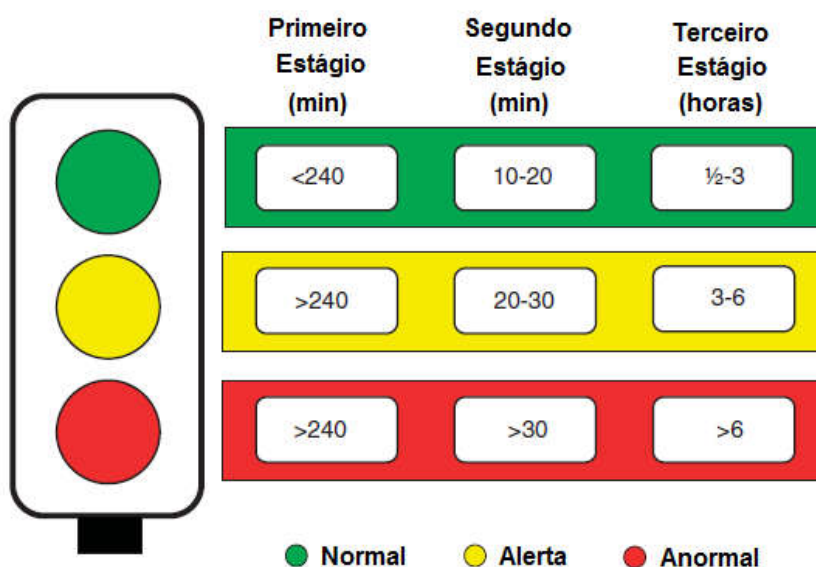 Primeiro Segundo Terceiro
Estágio Estágio Estágio
(min) (min) (horas)
<240 10-20 ½-3
>240 20-30 3-6
>240 >30 >6
Normal Alerta Anormal